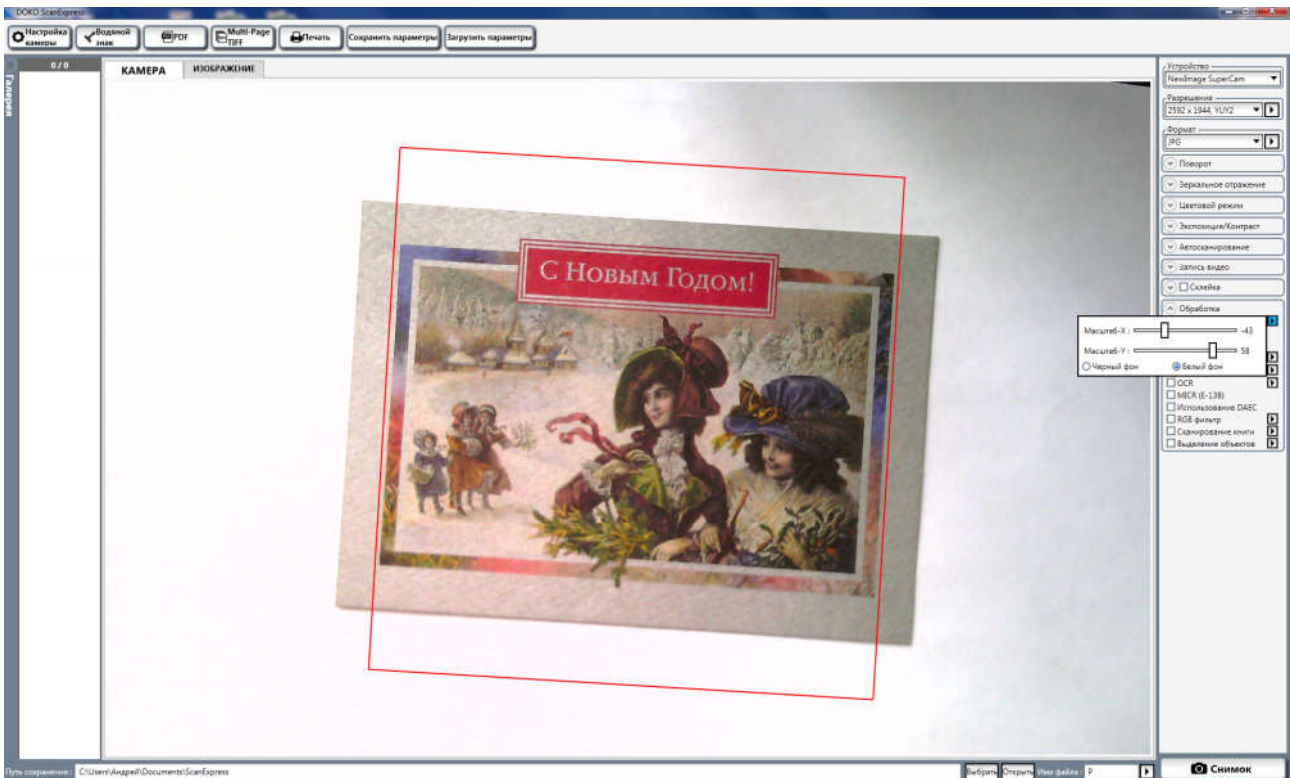 DOKO ScanExpress
Настройка камеры
Водяной знак
PDF
Multi-Page TIFF
Печать
Сохранить параметры
Загрузить параметры
Галерея
0/0
КАМЕРА
ИЗОБРАЖЕНИЕ
С Новым Годом!
Устройство
NewImage SuperCam
Разрешение
2592 x 1944, YUY2
Формат
JPG
Поворот
Зеркальное отражение
Цветовой режим
Экспозиция/Контраст
Автосканирование
Запись видео
Склейка
Обработка
Масштаб-X : -43
Масштаб-Y : 58
Черный фон Белый фон
OCR
MICR (E-13B)
Использование DAEC
RGB фильтр
Сканирование книги
Выделение объектов
Путь сохранения : C:\Users\Андрей\Documents\ScanExpress
Выбрать Открыть Имя файла : P
Снимок